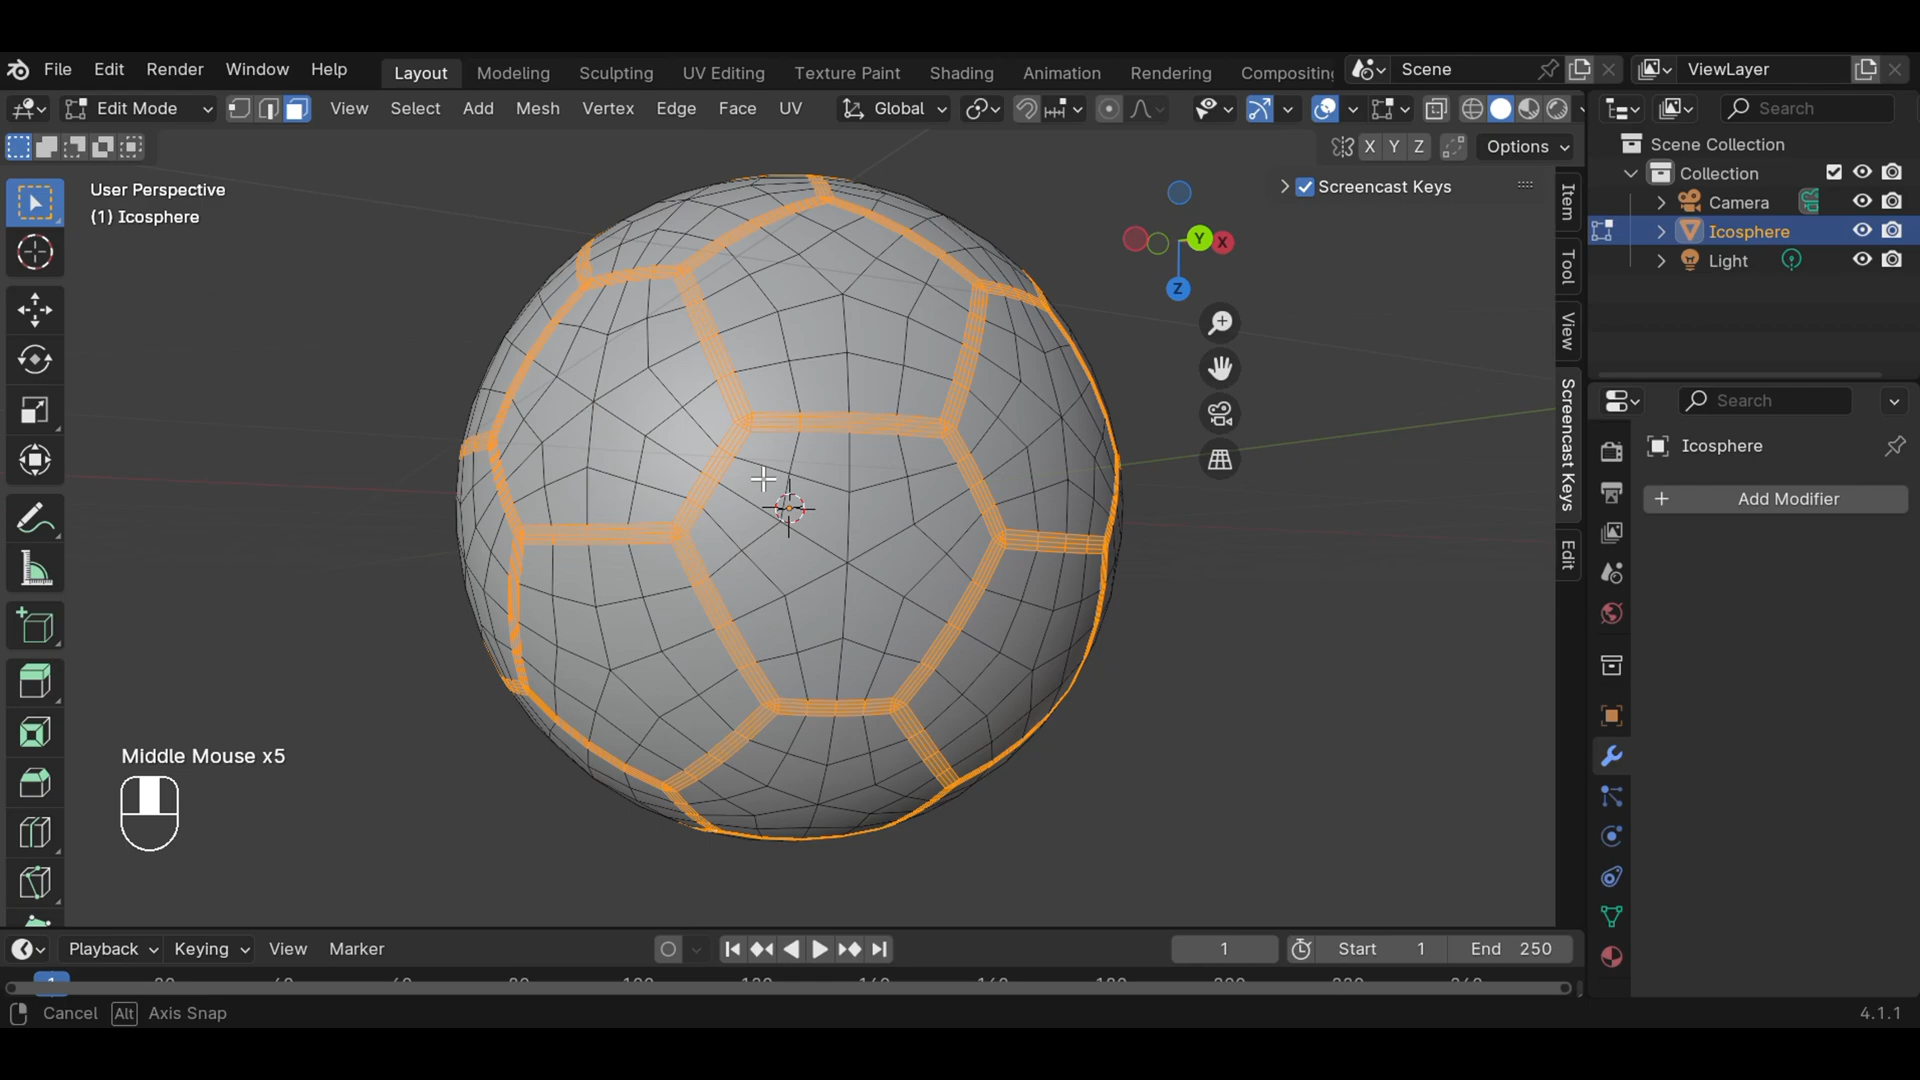 File Edit Render Window Help Layout Modeling Sculpting UV Editing Texture Paint Shading Animation Rendering Compositing Scene ViewLayer
Edit Mode View Select Add Mesh Vertex Edge Face UV Global Search
X Y Z Options
Scene Collection
Collection
Camera
Icosphere
Light
User Perspective
(1) Icosphere
Screencast Keys
Y X
Z
Item
Tool
View
Screencast Keys
Edit
Search
Icosphere
+ Add Modifier
Middle Mouse x5
Playback Keying View Marker 1 Start 1 End 250
1
Cancel Alt Axis Snap 4.1.1